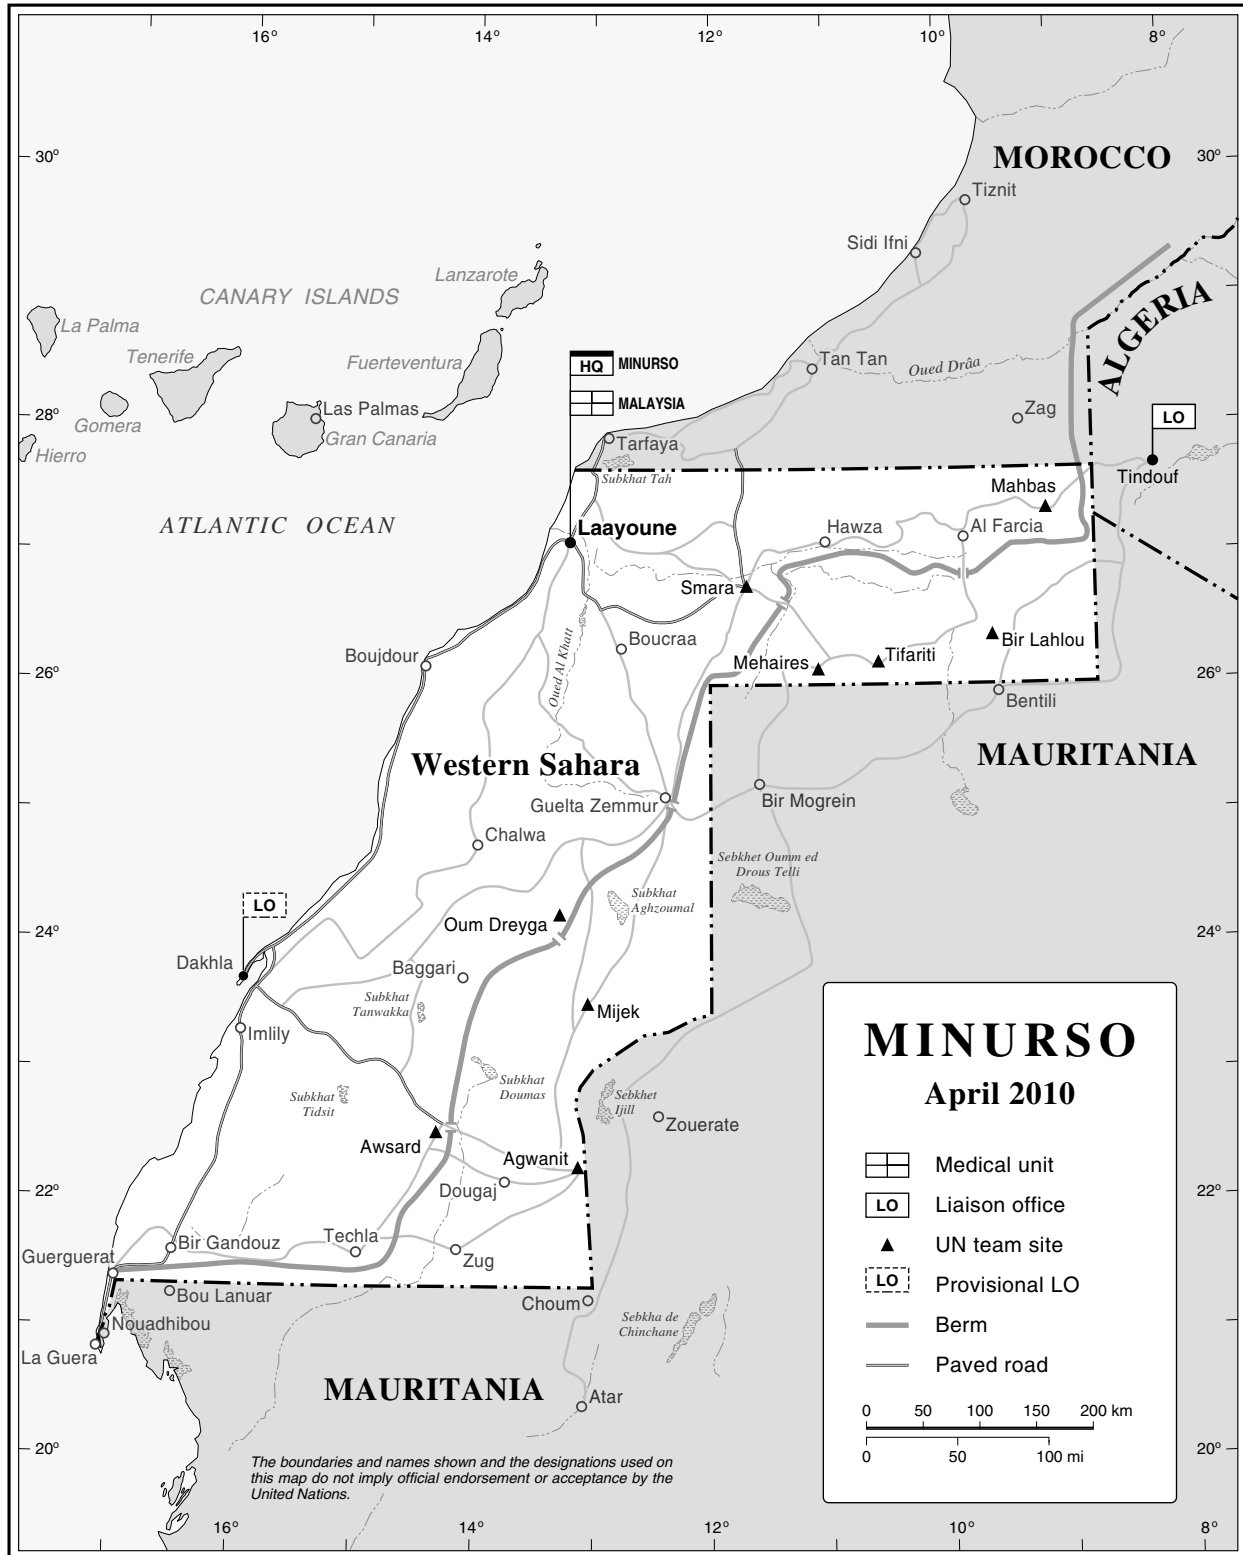 16°
14°
12°
10°
8°
30°
MOROCCO
30°
Tiznit
Sidi Ifni
Lanzarote
CANARY ISLANDS
ALGERIA
La Palma
Tenerife
Fuerteventura
HQ
MINURSO
Tan Tan
Oued Drâa
MALAYSIA
Las Palmas
Zag
LO
28°
Gomera
Gran Canaria
Tarfaya
Hierro
Subkhat Tah
Tindouf
Mahbas
ATLANTIC OCEAN
Laayoune
Hawza
Al Farcia
Smara
Boucraa
Bir Lahlou
Boujdour
Oued Al Khatt
Mehaires
Tifariti
26°
26°
Bentili
Western Sahara
MAURITANIA
Guelta Zemmur
Bir Mogrein
Chalwa
Sebkhet Oumm ed
Drous Telli
Subkhat
Aghzoumal
LO
Oum Dreyga
24°
24°
Dakhla
Baggari
Subkhat
Tanwakka
Mijek
Imlily
MINURSO
April 2010
Subkhat
Doumas
Subkhat
Tidsit
Sebkhet
Ijill
Zouerate
Awsard
Agwanit
Medical unit
22°
Dougaj
22°
LO
Liaison office
Techla
Bir Gandouz
UN team site
Guerguerat
Zug
LO
Provisional LO
Bou Lanuar
Choum
Nouadhibou
Sebkha de
Chinchane
Berm
La Guera
Paved road
MAURITANIA
Atar
0 50 100 150 200 km
0 50 100 mi
20°
20°
The boundaries and names shown and the designations used on
this map do not imply official endorsement or acceptance by the
United Nations.
16°
14°
12°
10°
8°